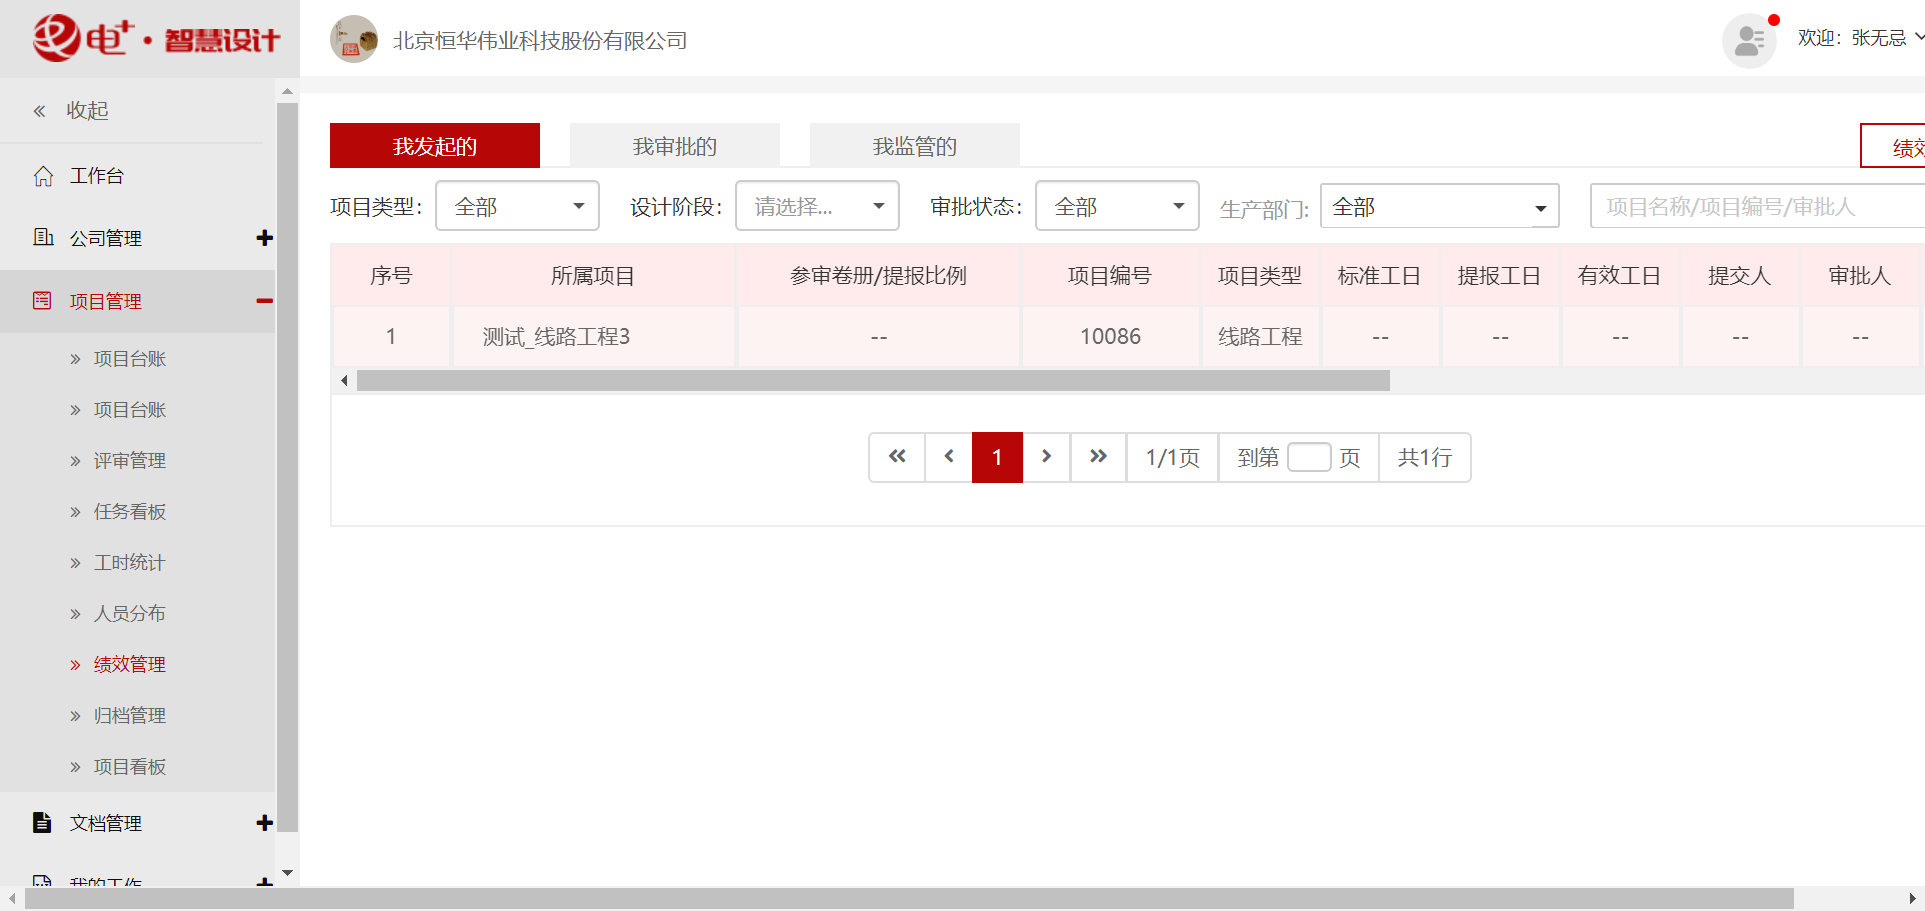 电+·智慧设计
北京恒华伟业科技股份有限公司
欢迎：张无忌
收起
工作台
公司管理
项目管理
项目台账
项目台账
评审管理
任务看板
工时统计
人员分布
绩效管理
归档管理
项目看板
文档管理
我的工作
我发起的 我审批的 我监管的 绩效
项目类型： 全部 设计阶段： 请选择... 审批状态： 全部 生产部门: 全部 项目名称/项目编号/审批人
序号 所属项目 参审卷册/提报比例 项目编号 项目类型 标准工日 提报工日 有效工日 提交人 审批人
1 测试_线路工程3 -- 10086 线路工程 -- -- -- -- --
« ‹ 1 › » 1/1页 到第 页 共1行